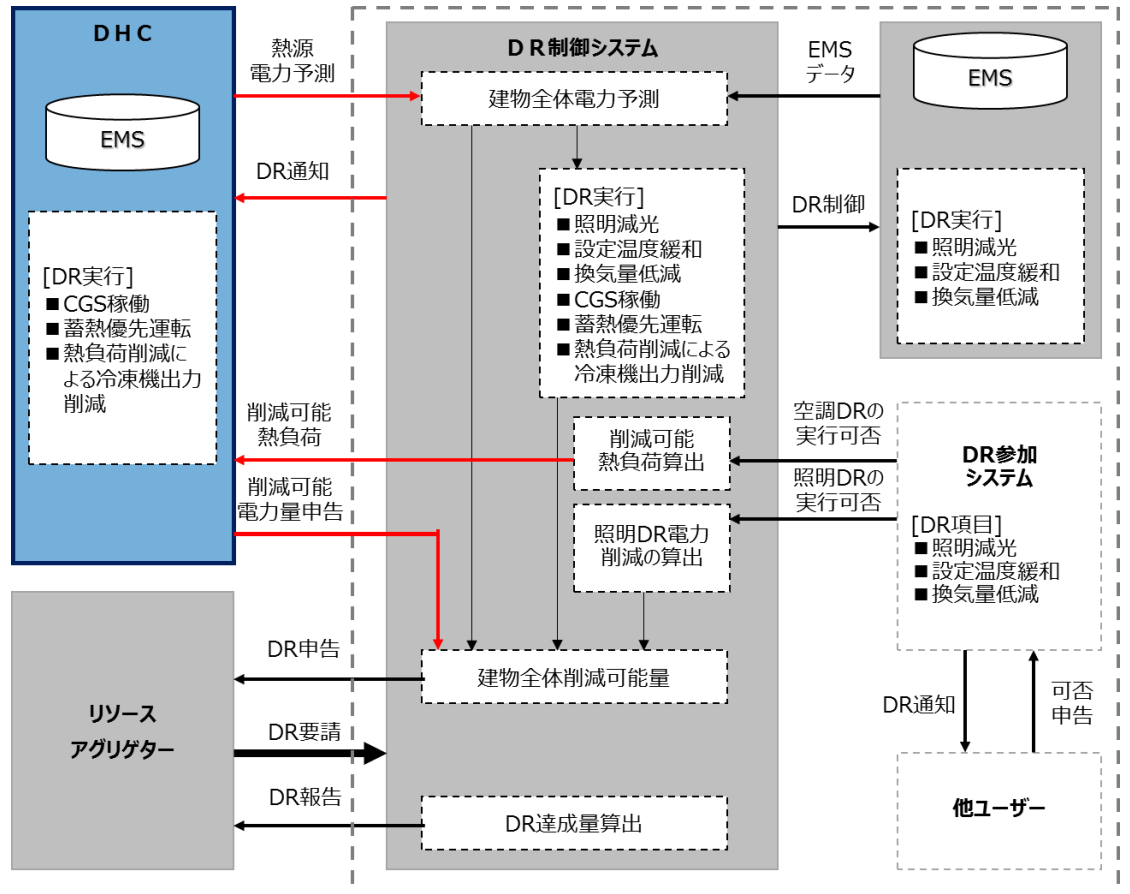 DHC
EMS
[DR実行]
■CGS稼働
■蓄熱優先運転
■熱負荷削減に
よる冷凍機出力
削減
熱源
電力予測
DR通知
削減可能
熱負荷
削減可能
電力量申告
DR制御システム
建物全体電力予測
[DR実行]
■照明減光
■設定温度緩和
■換気量低減
■CGS稼働
■蓄熱優先運転
■熱負荷削減による
冷凍機出力削減
削減可能
熱負荷算出
照明DR電力
削減の算出
建物全体削減可能量
DR達成量算出
EMS
データ
DR制御
EMS
[DR実行]
■照明減光
■設定温度緩和
■換気量低減
空調DRの
実行可否
照明DRの
実行可否
DR参加
システム
[DR項目]
■照明減光
■設定温度緩和
■換気量低減
DR通知
可否
申告
他ユーザー
リソース
アグリゲター
DR申告
DR要請
DR報告